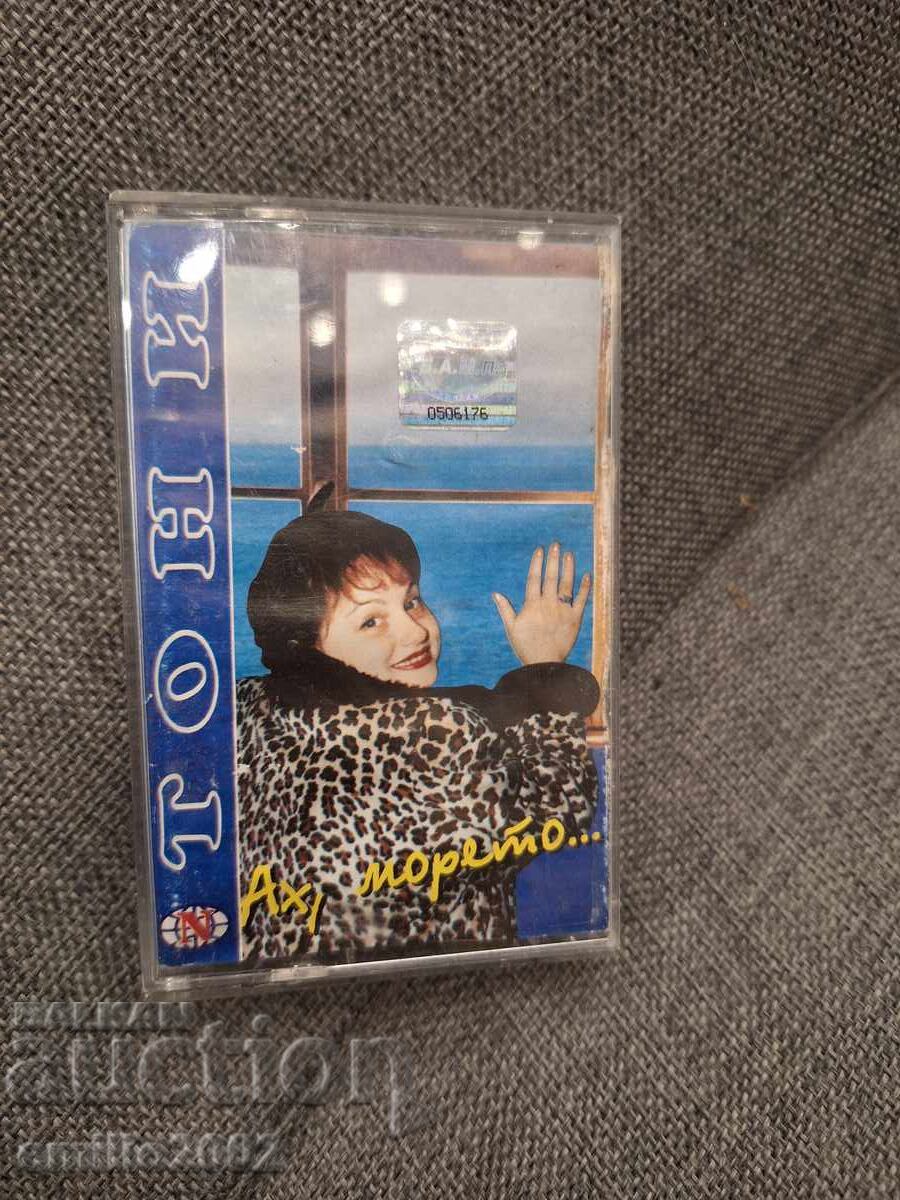 ТОНИ
0506176
Ах, морето...
N
BALKAN
auction
emilio2002